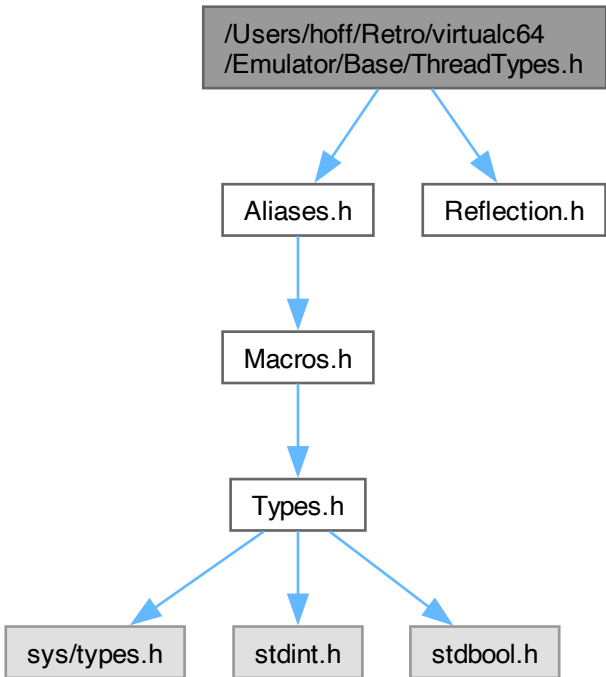 /Users/hoff/Retro/virtualc64
/Emulator/Base/ThreadTypes.h
Aliases.h
Reflection.h
Macros.h
Types.h
sys/types.h
stdint.h
stdbool.h